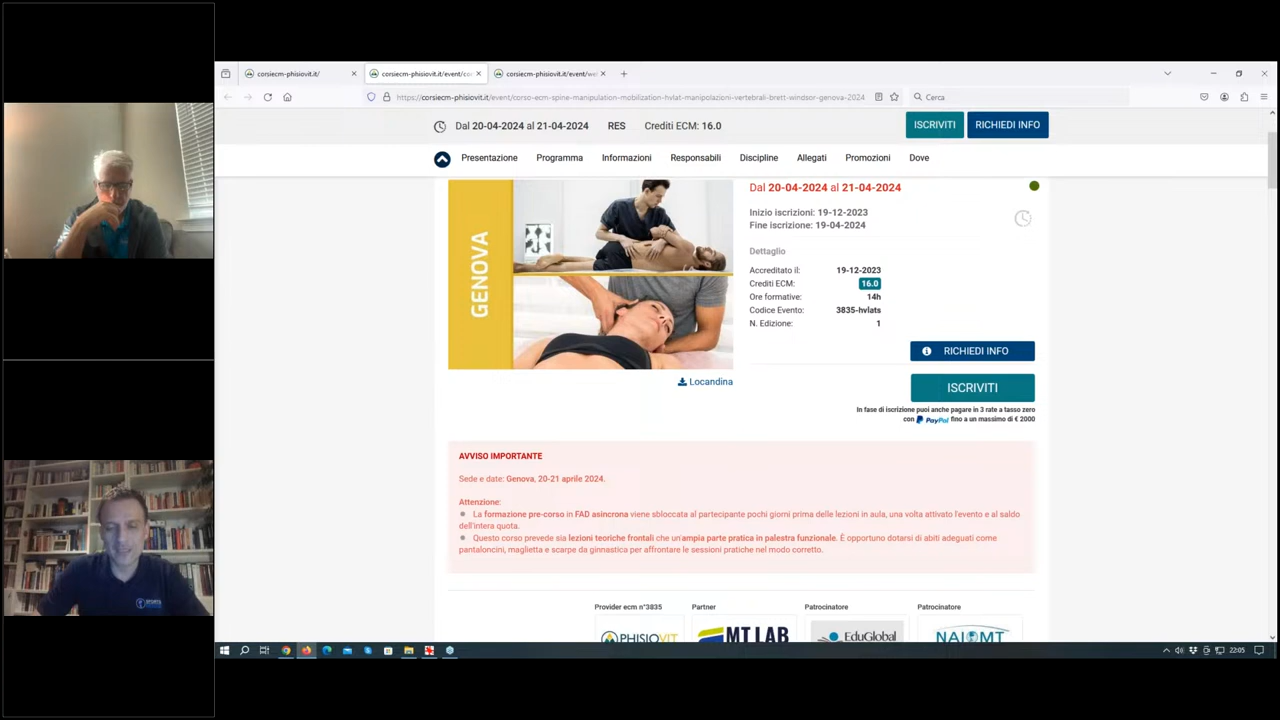 corsiecm-phisiovit.it/
corsiecm-phisiovit.it/event/cor
corsiecm-phisiovit.it/event/we
https://corsiecm-phisiovit.it/event/corso-ecm-spine-manipulation-mobilization-hvlat-manipolazioni-vertebrali-brett-windsor-genova-2024
Cerca
Dal 20-04-2024 al 21-04-2024 RES Crediti ECM: 16.0
ISCRIVITI
RICHIEDI INFO
Presentazione Programma Informazioni Responsabili Discipline Allegati Promozioni Dove
GENOVA
Locandina
Dal 20-04-2024 al 21-04-2024
Inizio iscrizioni: 19-12-2023
Fine iscrizione: 19-04-2024
Dettaglio
Accreditato il: 19-12-2023
Crediti ECM: 16.0
Ore formative: 14h
Codice Evento: 3835-hvlats
N. Edizione: 1
RICHIEDI INFO
ISCRIVITI
In fase di iscrizione puoi anche pagare in 3 rate a tasso zero
con PayPal fino a un massimo di € 2000
AVVISO IMPORTANTE
Sede e date: Genova, 20-21 aprile 2024.
Attenzione:
La formazione pre-corso in FAD asincrona viene sbloccata al partecipante pochi giorni prima delle lezioni in aula, una volta attivato l'evento e al saldo
dell'intera quota.
Questo corso prevede sia lezioni teoriche frontali che un'ampia parte pratica in palestra funzionale. È opportuno dotarsi di abiti adeguati come
pantaloncini, maglietta e scarpe da ginnastica per affrontare le sessioni pratiche nel modo corretto.
Provider ecm n°3835 Partner Patrocinatore Patrocinatore
PHISIOVIT MT LAB EduGlobal NAIOMT
22:05